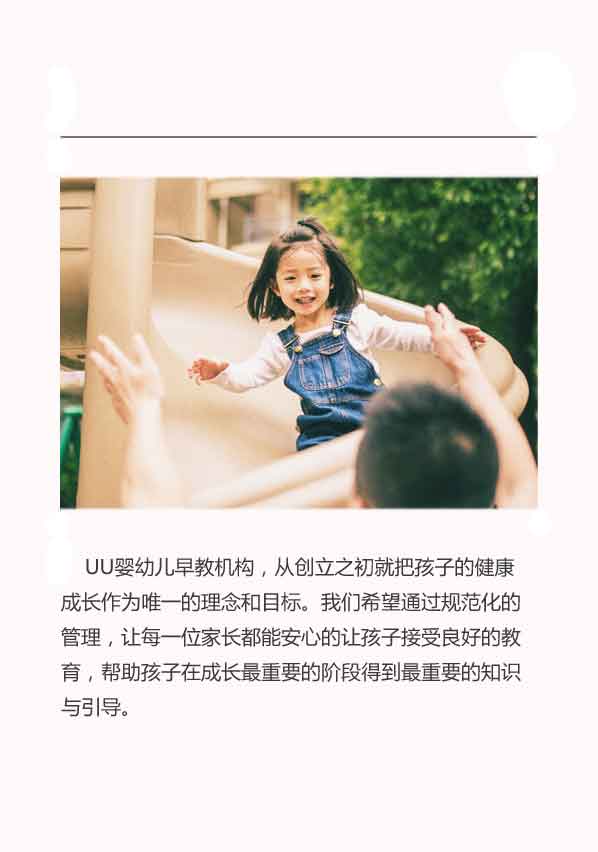 UU婴幼儿早教机构，从创立之初就把孩子的健康
成长作为唯一的理念和目标。我们希望通过规范化的
管理，让每一位家长都能安心的让孩子接受良好的教
育，帮助孩子在成长最重要的阶段得到最重要的知识
与引导。